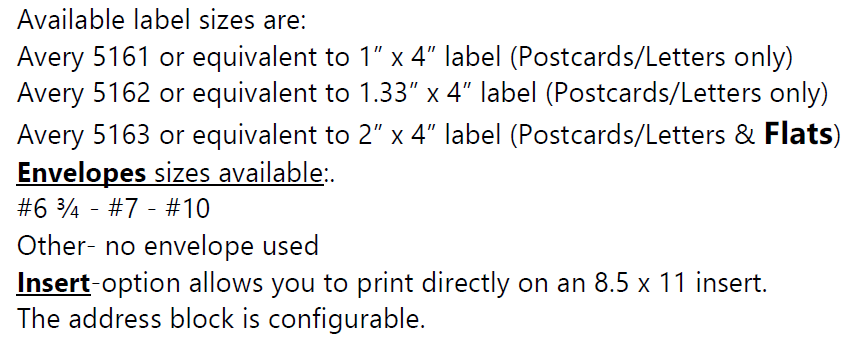 Available label sizes are:
Avery 5161 or equivalent to 1” x 4” label (Postcards/Letters only)
Avery 5162 or equivalent to 1.33” x 4” label (Postcards/Letters only)
Avery 5163 or equivalent to 2” x 4” label (Postcards/Letters & Flats)
Envelopes sizes available:.
#6 ¾ - #7 - #10
Other- no envelope used
Insert-option allows you to print directly on an 8.5 x 11 insert.
The address block is configurable.